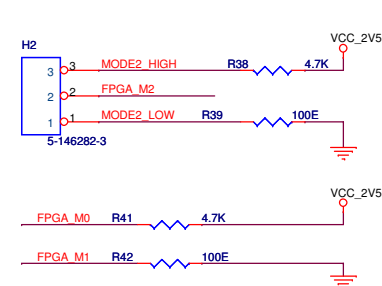 VCC_2V5
H2
3 3 MODE2_HIGH R38 4.7K
2 2 FPGA_M2
1 1 MODE2_LOW R39 100E
5-146282-3
VCC_2V5
FPGA_M0 R41 4.7K
FPGA_M1 R42 100E